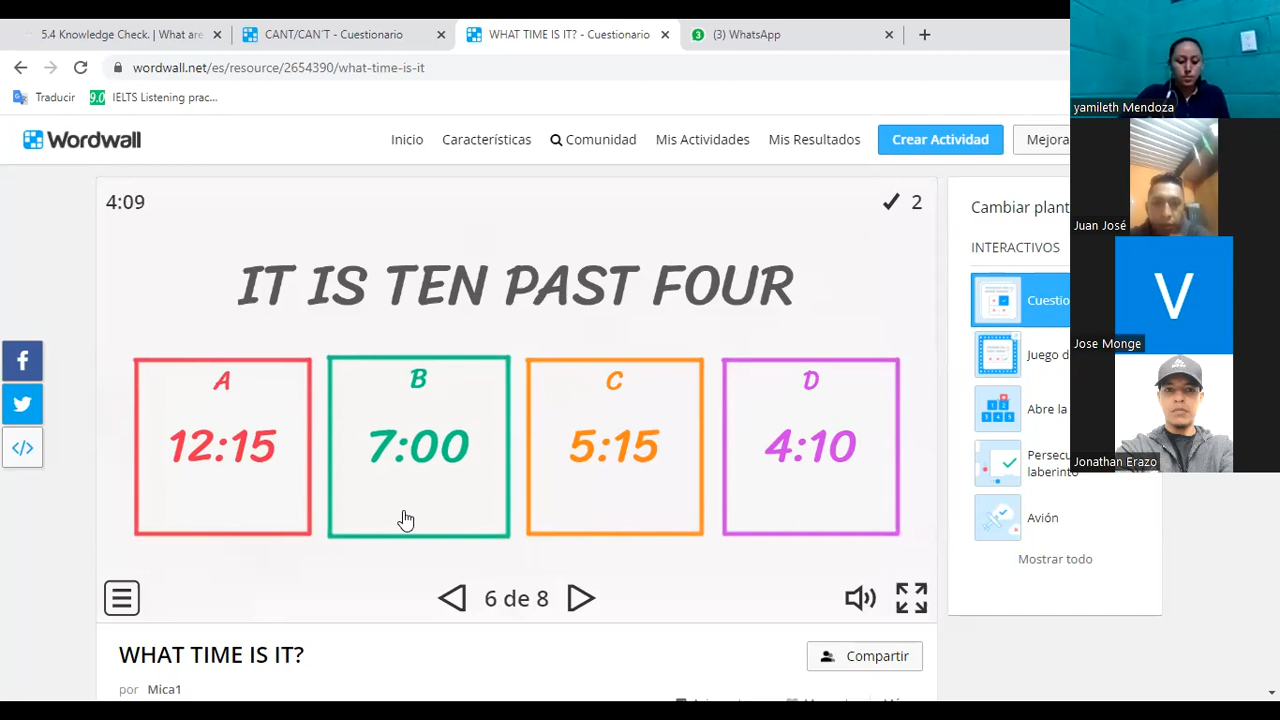 5.4 Knowledge Check. | What are
CANT/CAN'T - Cuestionario
WHAT TIME IS IT? - Cuestionario
3
(3) WhatsApp
wordwall.net/es/resource/2654390/what-time-is-it
Traducir
9.0
IELTS Listening prac...
Wordwall
Inicio
Características
Comunidad
Mis Actividades
Mis Resultados
Crear Actividad
Mejora
4:09
2
IT IS TEN PAST FOUR
A
12:15
B
7:00
C
5:15
D
4:10
6 de 8
WHAT TIME IS IT?
Compartir
por Mica1
Cambiar plant
INTERACTIVOS
Cuestio
Juego d
Abre la
Persecu
laberinto
Avión
Mostrar todo
yamileth Mendoza
Juan José
V
Jose Monge
Jonathan Erazo